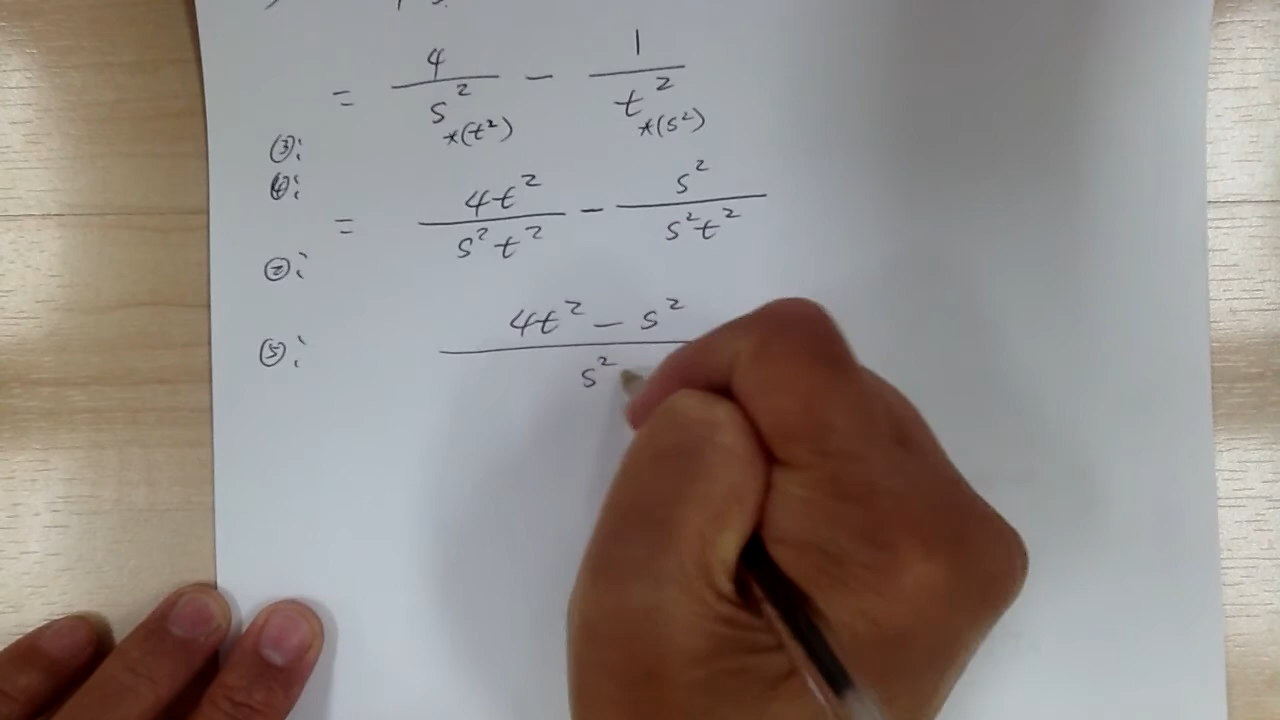 = 4/s² - 1/t²
*(t²) *(s²)
③:
④:
= 4t²/s²t² - s²/s²t²
②:
⑤: 4t² - s²/s²